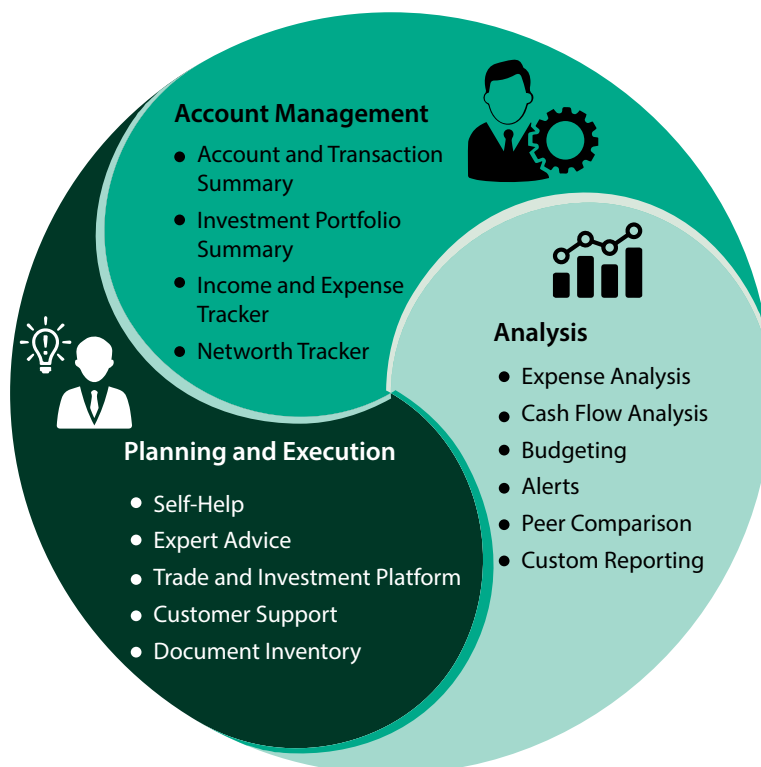 Account Management
• Account and Transaction
Summary
• Investment Portfolio
Summary
• Income and Expense
Tracker
• Networth Tracker
Analysis
• Expense Analysis
• Cash Flow Analysis
• Budgeting
• Alerts
• Peer Comparison
• Custom Reporting
Planning and Execution
• Self-Help
• Expert Advice
• Trade and Investment Platform
• Customer Support
• Document Inventory